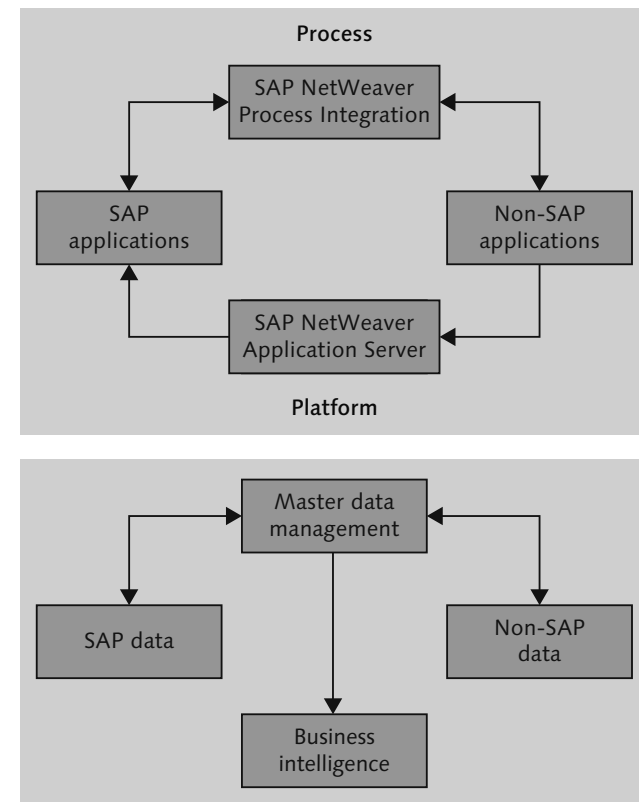 Process
SAP NetWeaver
Process Integration
SAP
applications
Non-SAP
applications
SAP NetWeaver
Application Server
Platform
Master data
management
SAP data
Non-SAP
data
Business
intelligence